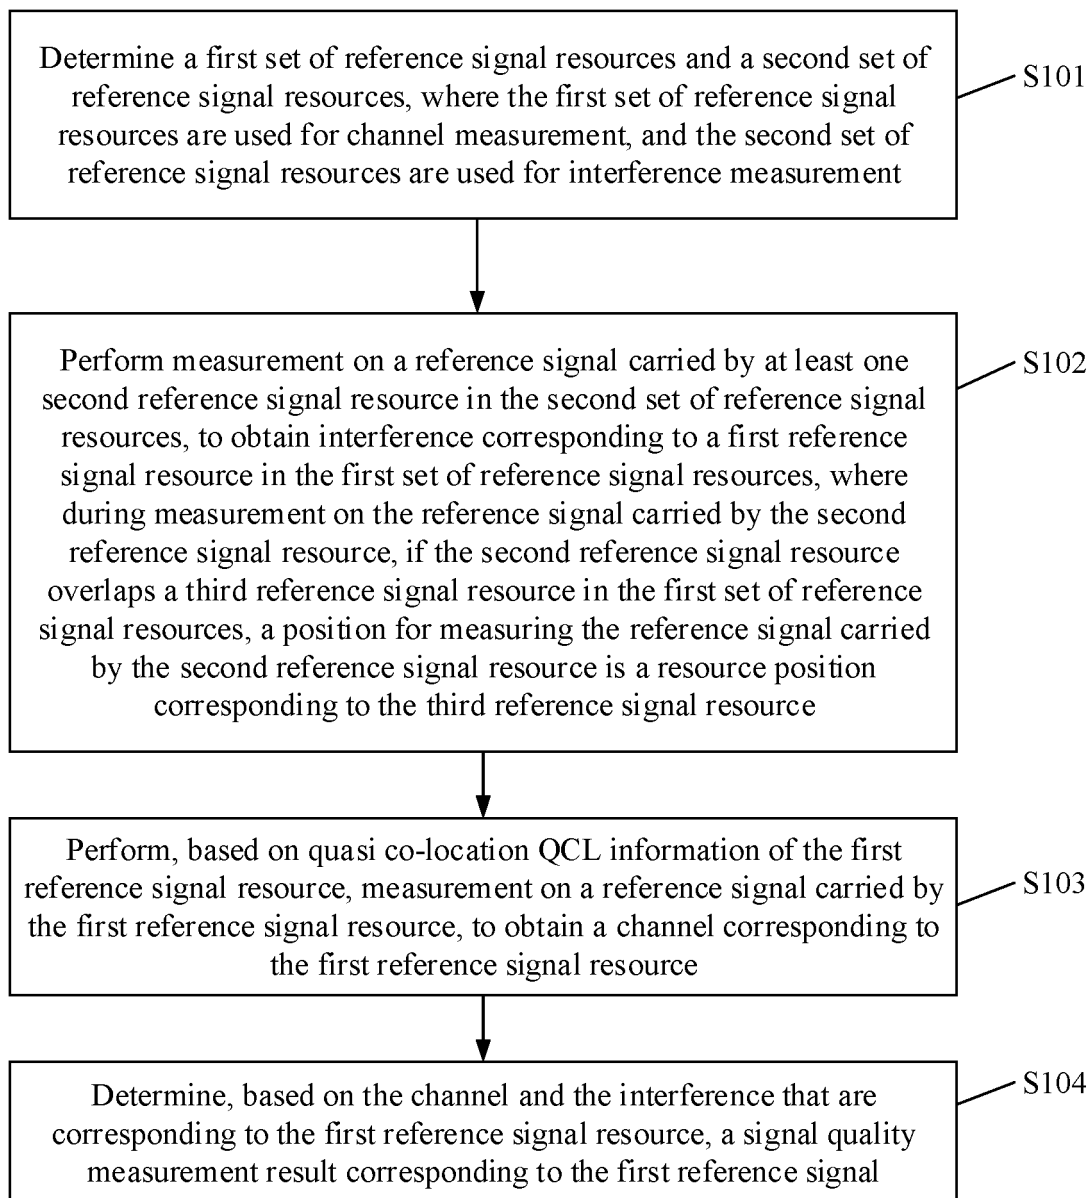 Determine a first set of reference signal resources and a second set of
reference signal resources, where the first set of reference signal
resources are used for channel measurement, and the second set of
reference signal resources are used for interference measurement
S101
Perform measurement on a reference signal carried by at least one
second reference signal resource in the second set of reference signal
resources, to obtain interference corresponding to a first reference
signal resource in the first set of reference signal resources, where
during measurement on the reference signal carried by the second
reference signal resource, if the second reference signal resource
overlaps a third reference signal resource in the first set of reference
signal resources, a position for measuring the reference signal carried
by the second reference signal resource is a resource position
corresponding to the third reference signal resource
S102
Perform, based on quasi co-location QCL information of the first
reference signal resource, measurement on a reference signal carried by
the first reference signal resource, to obtain a channel corresponding to
the first reference signal resource
S103
Determine, based on the channel and the interference that are
corresponding to the first reference signal resource, a signal quality
measurement result corresponding to the first reference signal
S104